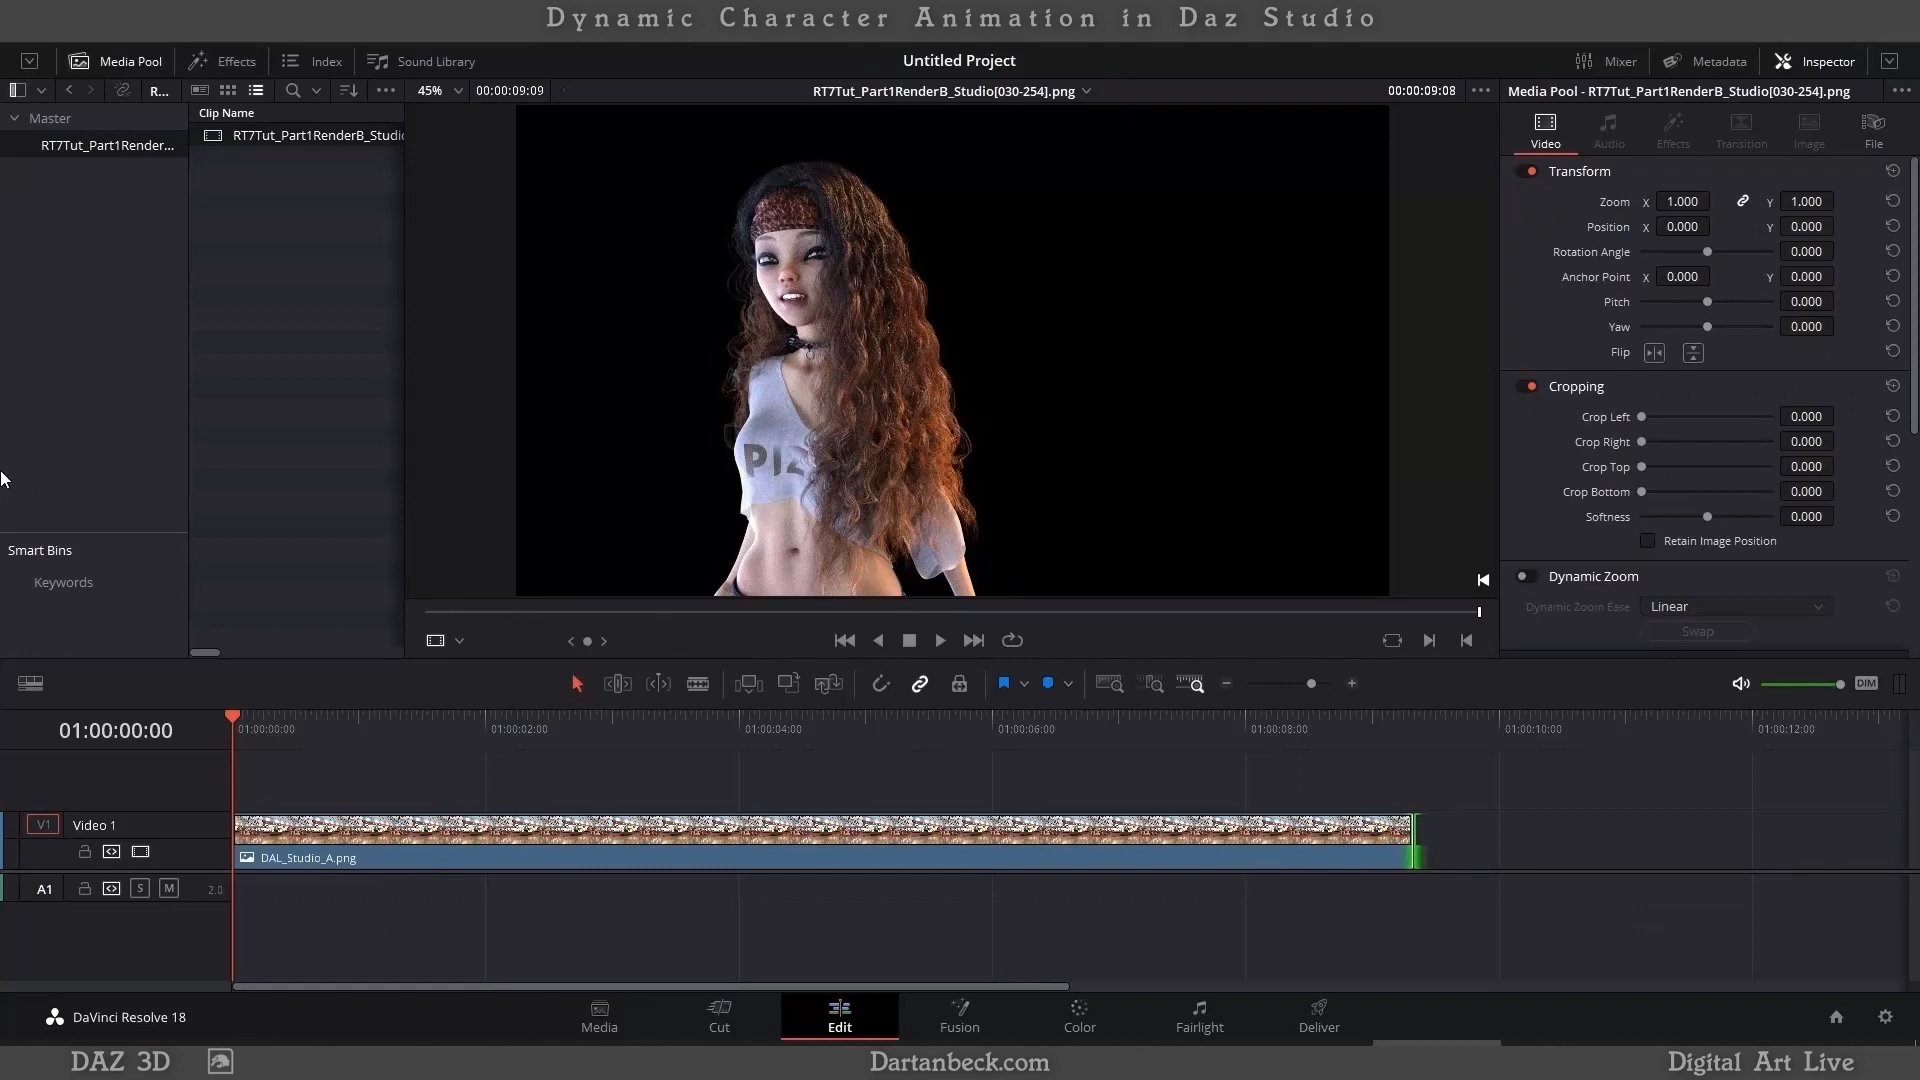 Dynamic Character Animation in Daz Studio
Media Pool Effects Index Sound Library Untitled Project Mixer Metadata Inspector
R... 45% 00:00:09:09 RT7Tut_Part1RenderB_Studio[030-254].png 00:00:09:08 Media Pool - RT7Tut_Part1RenderB_Studio[030-254].png
Master
RT7Tut_Part1Render...
Smart Bins
Keywords
Clip Name
RT7Tut_Part1RenderB_Studio
PIZ
Video Audio Effects Transition Image File
Transform
Zoom X 1.000 Y 1.000
Position X 0.000 Y 0.000
Rotation Angle 0.000
Anchor Point X 0.000 Y 0.000
Pitch 0.000
Yaw 0.000
Flip
Cropping
Crop Left 0.000
Crop Right 0.000
Crop Top 0.000
Crop Bottom 0.000
Softness 0.000
Retain Image Position
Dynamic Zoom
Dynamic Zoom Ease Linear
Swap
DIM
01:00:00:00 01:00:00:00 01:00:02:00 01:00:04:00 01:00:06:00 01:00:08:00 01:00:10:00 01:00:12:00
V1 Video 1
DAL_Studio_A.png
A1 S M 2.0
DaVinci Resolve 18 Media Cut Edit Fusion Color Fairlight Deliver
DAZ 3D Dartanbeck.com Digital Art Live